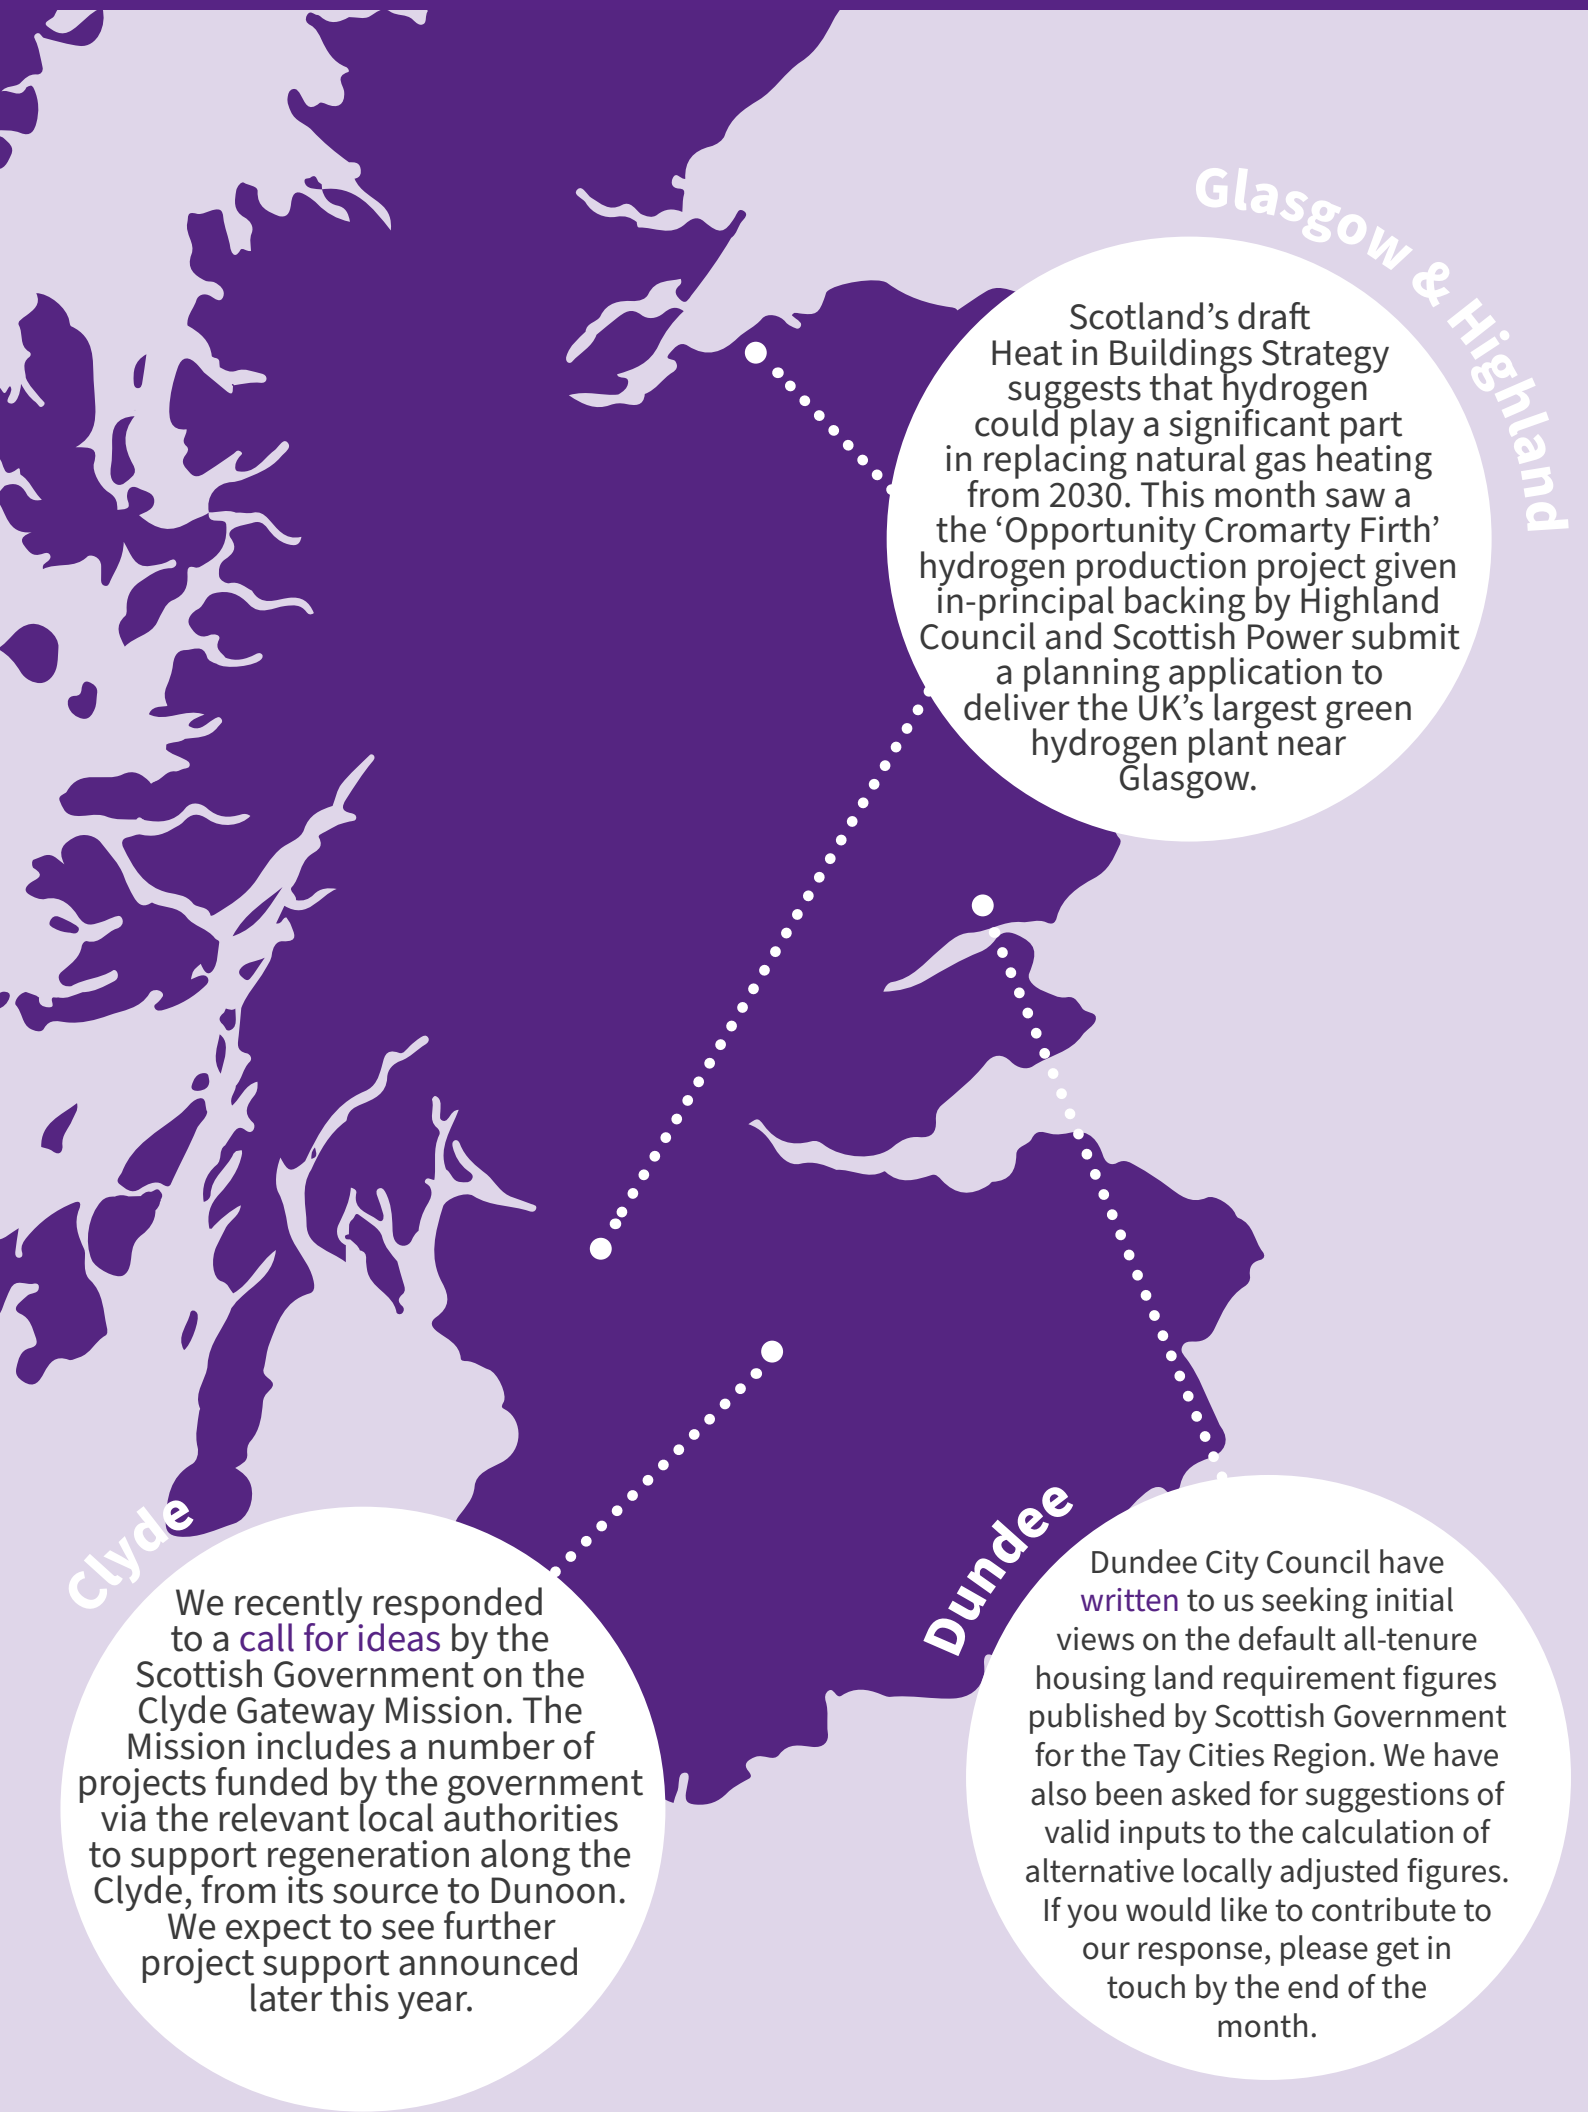 Glasgow & Highland
Scotland’s draft
Heat in Buildings Strategy
suggests that hydrogen
could play a significant part
in replacing natural gas heating
from 2030. This month saw a
the ‘Opportunity Cromarty Firth’
hydrogen production project given
in-principal backing by Highland
Council and Scottish Power submit
a planning application to
deliver the UK’s largest green
hydrogen plant near
Glasgow.
Clyde
We recently responded
to a call for ideas by the
Scottish Government on the
Clyde Gateway Mission. The
Mission includes a number of
projects funded by the government
via the relevant local authorities
to support regeneration along the
Clyde, from its source to Dunoon.
We expect to see further
project support announced
later this year.
Dundee
Dundee City Council have
written to us seeking initial
views on the default all-tenure
housing land requirement figures
published by Scottish Government
for the Tay Cities Region. We have
also been asked for suggestions of
valid inputs to the calculation of
alternative locally adjusted figures.
If you would like to contribute to
our response, please get in
touch by the end of the
month.